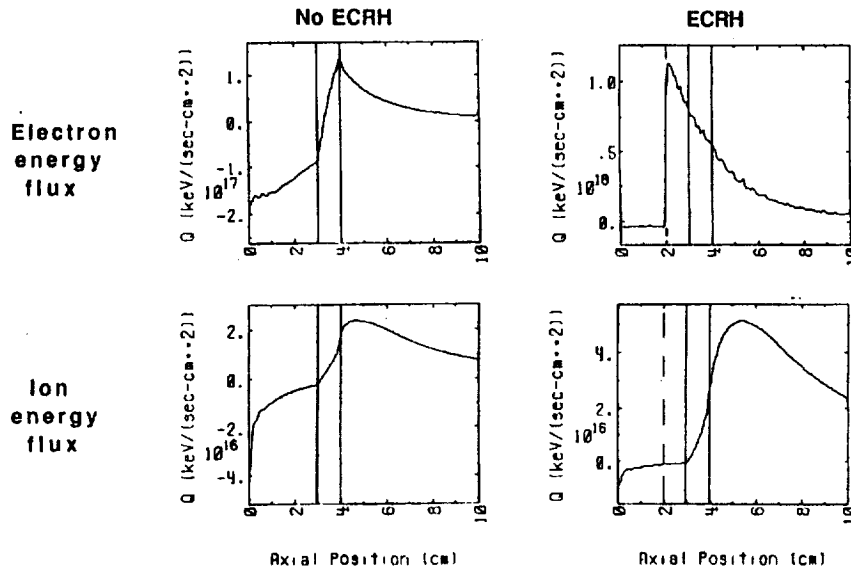 No ECRH
ECRH
Electron
energy
flux
Q [keV/(sec-cm**2)]
10^17
1.
0.
-1.
-2.
0 2 4 6 8 10
Q [keV/(sec-cm**2)]
10^18
1.0
.5
0.
0 2 4 6 8 10
Ion
energy
flux
Q [keV/(sec-cm**2)]
10^16
2.
0.
-2.
-4.
0 2 4 6 8 10
Axial Position [cm]
Q [keV/(sec-cm**2)]
10^16
4.
2.
0.
0 2 4 6 8 10
Axial Position [cm]